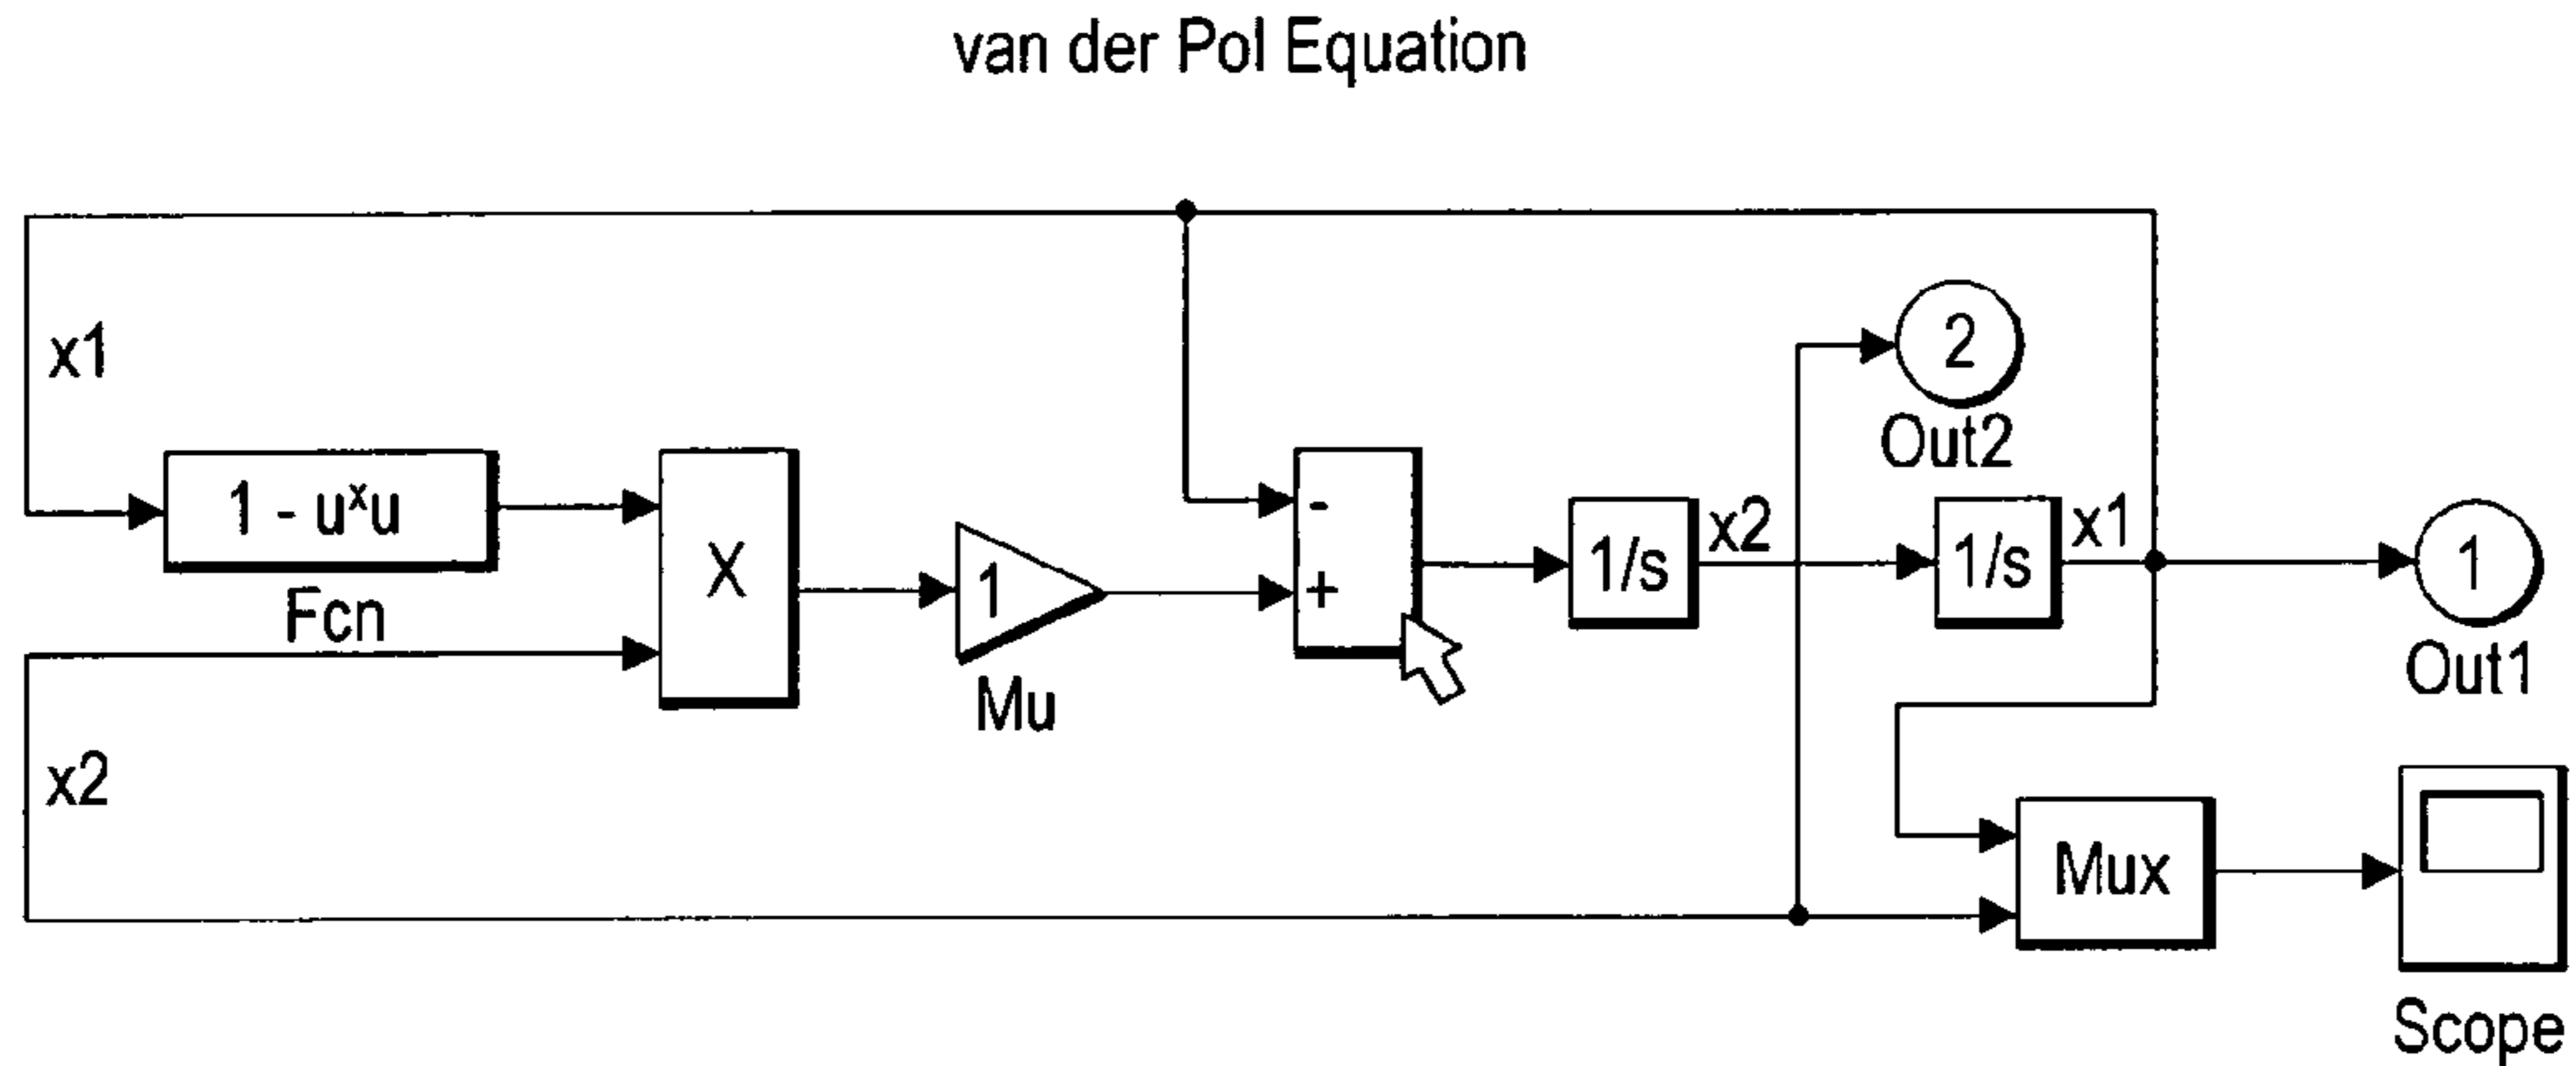 van der Pol Equation
x1
2
Out2
1 - uˣu
Fcn
X
1
Mu
-
+
1/s
x2
1/s
x1
1
Out1
x2
Mux
Scope